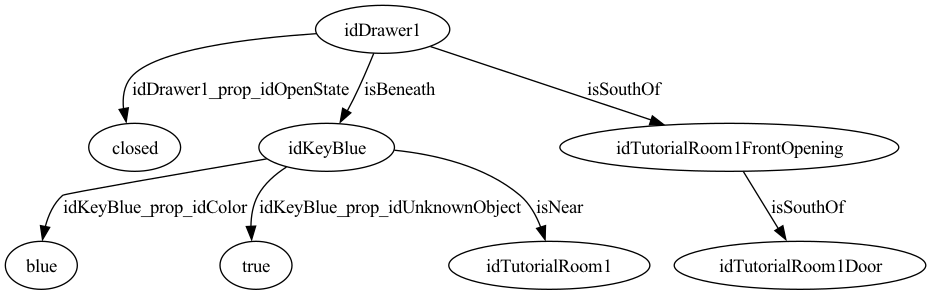 idDrawer1
idDrawer1_prop_idOpenState
isBeneath
isSouthOf
closed
idKeyBlue
idTutorialRoom1FrontOpening
idKeyBlue_prop_idColor
idKeyBlue_prop_idUnknownObject
isNear
isSouthOf
blue
true
idTutorialRoom1
idTutorialRoom1Door